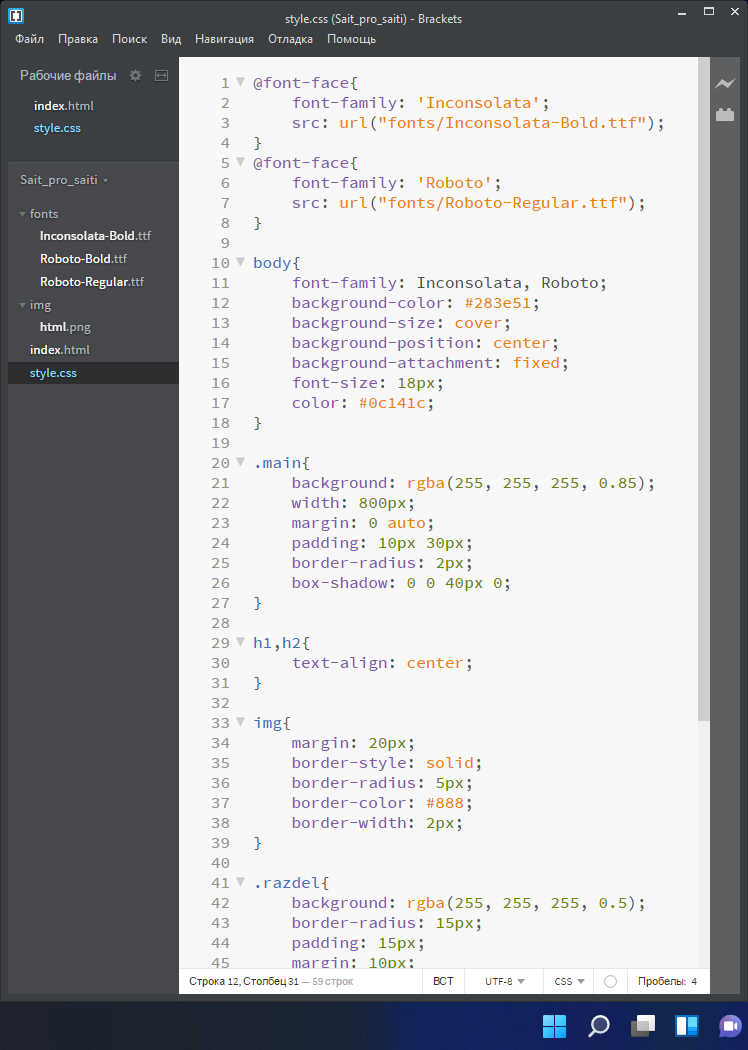 style.css (Sait_pro_saiti) - Brackets
Файл Правка Поиск Вид Навигация Отладка Помощь
Рабочие файлы
index.html
style.css
Sait_pro_saiti
fonts
Inconsolata-Bold.ttf
Roboto-Bold.ttf
Roboto-Regular.ttf
img
html.png
index.html
style.css
1 @font-face{
2 font-family: 'Inconsolata';
3 src: url("fonts/Inconsolata-Bold.ttf");
4 }
5 @font-face{
6 font-family: 'Roboto';
7 src: url("fonts/Roboto-Regular.ttf");
8 }
9
10 body{
11 font-family: Inconsolata, Roboto;
12 background-color: #283e51;
13 background-size: cover;
14 background-position: center;
15 background-attachment: fixed;
16 font-size: 18px;
17 color: #0c141c;
18 }
19
20 .main{
21 background: rgba(255, 255, 255, 0.85);
22 width: 800px;
23 margin: 0 auto;
24 padding: 10px 30px;
25 border-radius: 2px;
26 box-shadow: 0 0 40px 0;
27 }
28
29 h1,h2{
30 text-align: center;
31 }
32
33 img{
34 margin: 20px;
35 border-style: solid;
36 border-radius: 5px;
37 border-color: #888;
38 border-width: 2px;
39 }
40
41 .razdel{
42 background: rgba(255, 255, 255, 0.5);
43 border-radius: 15px;
44 padding: 15px;
45 margin: 10px;
Строка 12, Столбец 31 — 59 строк ВСТ UTF-8 CSS Пробелы: 4